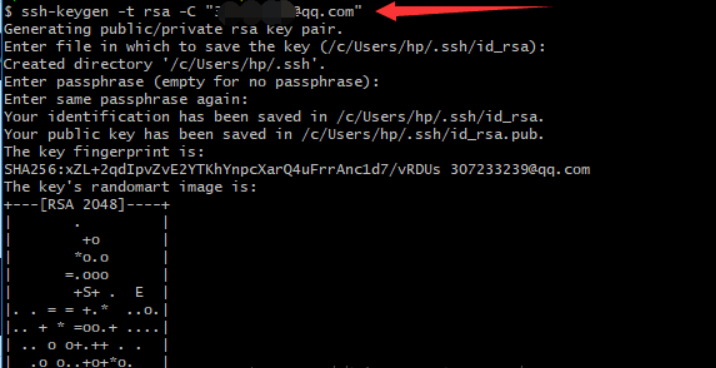 $ ssh-keygen -t rsa -C "3 @qq.com"
Generating public/private rsa key pair.
Enter file in which to save the key (/c/Users/hp/.ssh/id_rsa):
Created directory '/c/Users/hp/.ssh'.
Enter passphrase (empty for no passphrase):
Enter same passphrase again:
Your identification has been saved in /c/Users/hp/.ssh/id_rsa.
Your public key has been saved in /c/Users/hp/.ssh/id_rsa.pub.
The key fingerprint is:
SHA256:xZL+2qdIpvZvE2YTKhYnpcXarQ4uFrrAnc1d7/vRDUs 307233239@qq.com
The key's randomart image is:
+---[RSA 2048]----+
|       .         |
|        +o       |
|       *o.o      |
|      =.ooo      |
|       +S+ .  E  |
|. . = = +.*  ..o.|
|.. + * =oo.+ ....|
| .. o o+.++ . .  |
|  .o o..+o+*o.   |